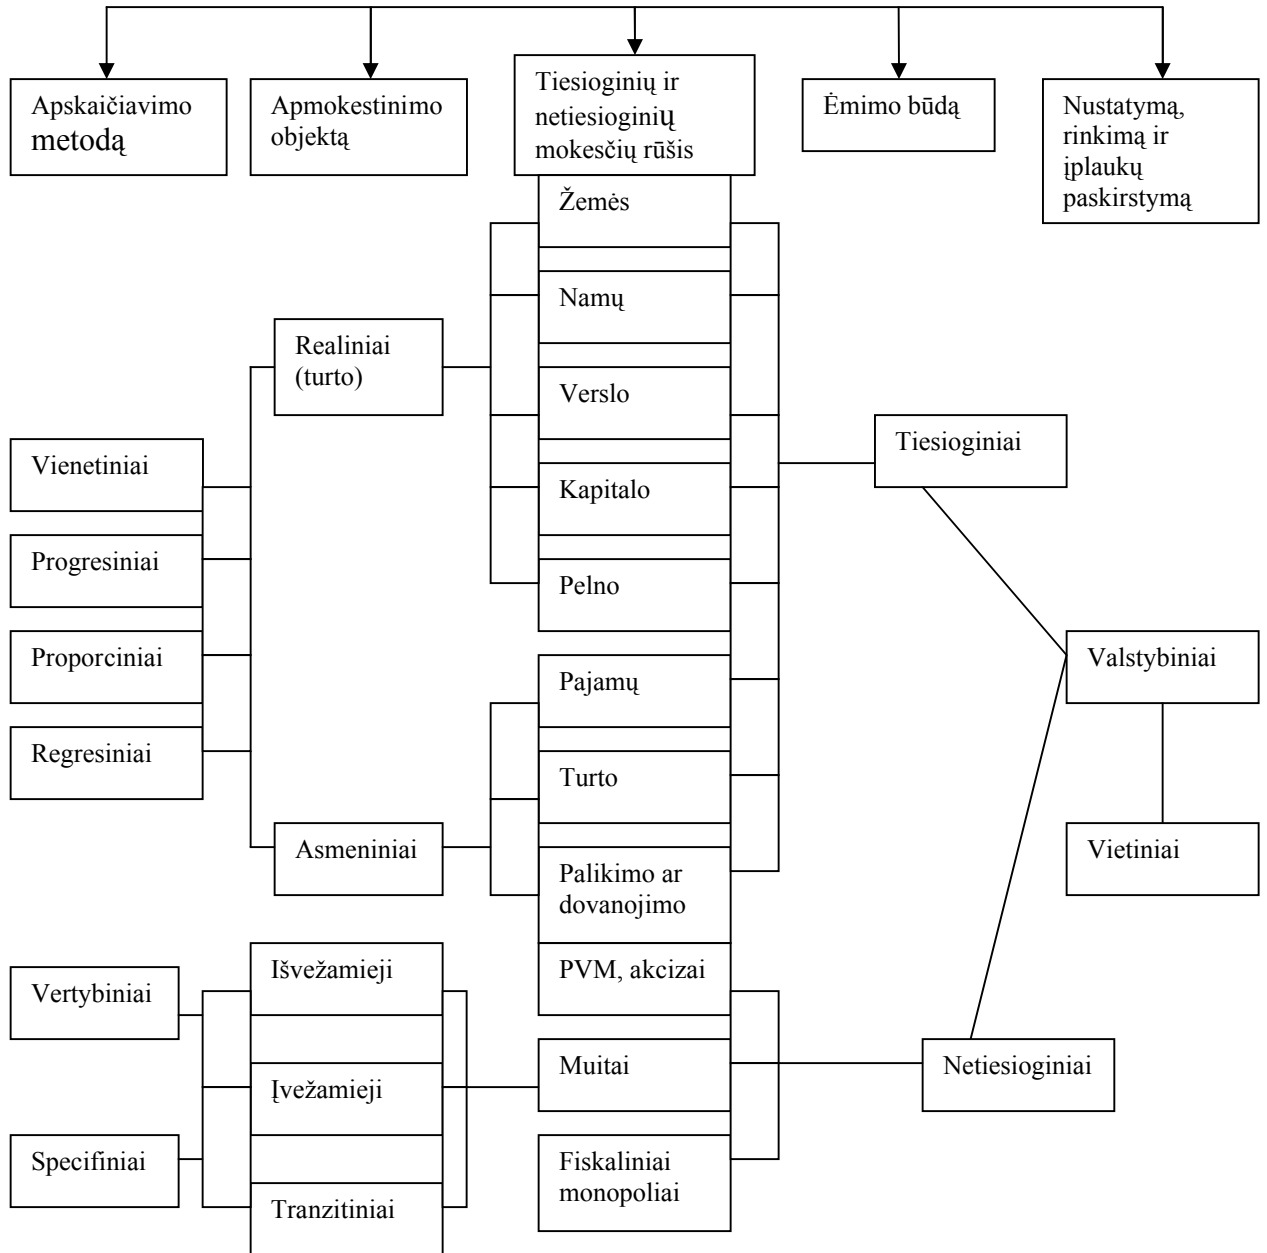 Apskaičiavimo
metodą
Apmokestinimo
objektą
Tiesioginių ir
netiesioginių
mokesčių rūšis
Ėmimo būdą
Nustatymą,
rinkimą ir
įplaukų
paskirstymą
Žemės
Namų
Realiniai
(turto)
Verslo
Tiesioginiai
Vienetiniai
Kapitalo
Progresiniai
Pelno
Proporciniai
Pajamų
Valstybiniai
Regresiniai
Turto
Asmeniniai
Palikimo ar
dovanojimo
Vietiniai
Vertybiniai
Išvežamieji
PVM, akcizai
Įvežamieji
Muitai
Netiesioginiai
Specifiniai
Tranzitiniai
Fiskaliniai
monopoliai